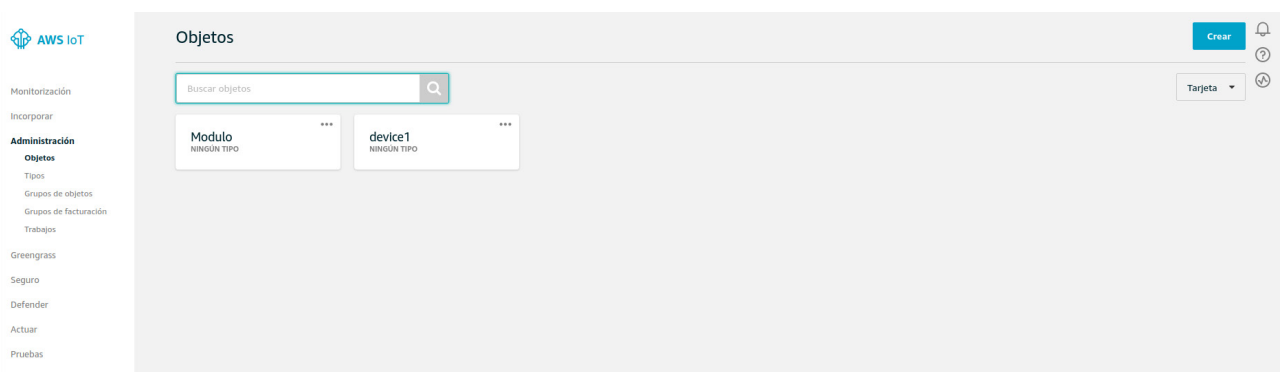 AWS IoT
Monitorización
Incorporar
Administración
Objetos
Tipos
Grupos de objetos
Grupos de facturación
Trabajos
Greengrass
Seguro
Defender
Actuar
Pruebas
Objetos
Crear
Buscar objetos
Tarjeta
Modulo
NINGÚN TIPO
device1
NINGÚN TIPO